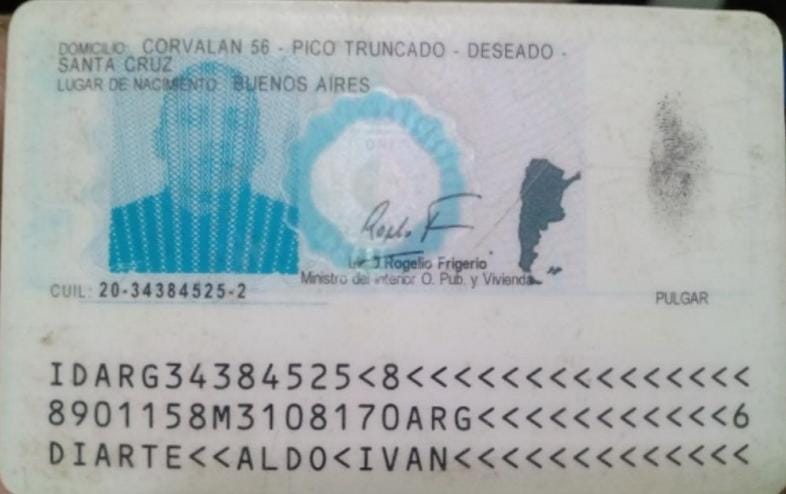 DOMICILIO: CORVALAN 56 - PICO TRUNCADO - DESEADO -
SANTA CRUZ
LUGAR DE NACIMIENTO: BUENOS AIRES
Lic. Rogelio Frigerio
Ministro del Interior O. Pub. y Vivienda
CUIL: 20-34384525-2
PULGAR
IDARG34384525<8<<<<<<<<<<<<<<<
8901158M3108170ARG<<<<<<<<<<<6
DIARTE<<ALDO<IVAN<<<<<<<<<<<<<